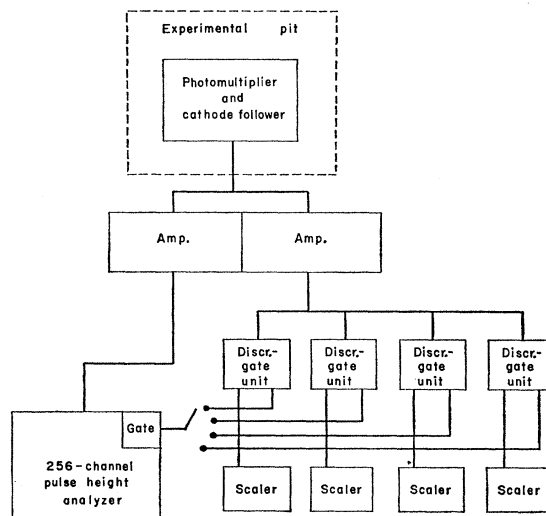 Experimental pit
Photomultiplier
and
cathode follower
Amp.
Amp.
Discr.-
gate
unit
Discr.-
gate
unit
Discr.-
gate
unit
Discr.-
gate
unit
Gate
256-channel
pulse height
analyzer
Scaler
Scaler
Scaler
Scaler